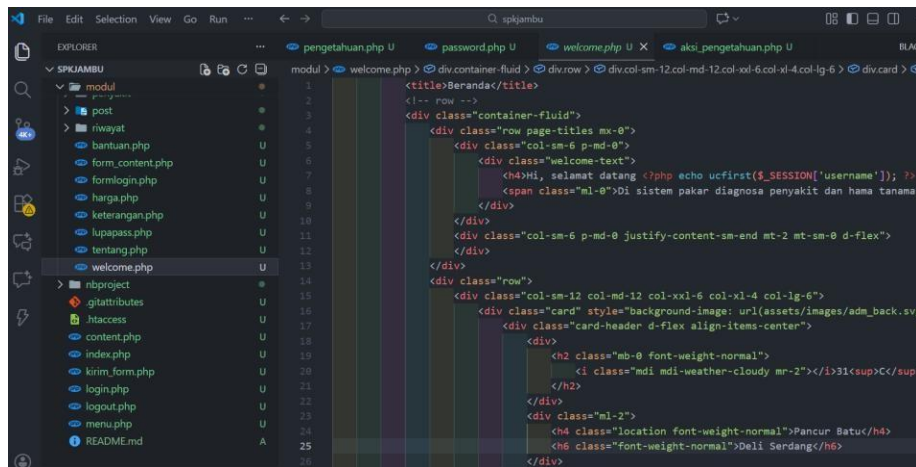 File Edit Selection View Go Run ... spkjambu
EXPLORER ...
pengetahuan.php U password.php U welcome.php U aksi_pengetahuan.php U BLA
SPKJAMBU
modul > welcome.php > div.container-fluid > div.row > div.col-sm-12.col-md-12.col-xxl-6.col-xl-4.col-lg-6 > div.card >
4K+
modul
post
riwayat
bantuan.php U
form_content.php U
formlogin.php U
harga.php U
keterangan.php U
lupapass.php U
tentang.php U
welcome.php U
nbproject
.gitattributes U
.htaccess U
content.php U
index.php U
kirim_form.php U
login.php U
logout.php U
menu.php U
README.md A
1 <title>Beranda</title>
2 <!-- row -->
3 <div class="container-fluid">
4 <div class="row page-titles mx-0">
5 <div class="col-sm-6 p-md-0">
6 <div class="welcome-text">
7 <h4>Hi, selamat datang <?php echo ucfirst($_SESSION['username']); ?>
8 <span class="ml-0">Di sistem pakar diagnosa penyakit dan hama tanama
9 </div>
10 </div>
11 <div class="col-sm-6 p-md-0 justify-content-sm-end mt-2 mt-sm-0 d-flex">
12 </div>
13 </div>
14 <div class="row">
15 <div class="col-sm-12 col-md-12 col-xxl-6 col-xl-4 col-lg-6">
16 <div class="card" style="background-image: url(assets/images/adm_back.sv
17 <div class="card-header d-flex align-items-center">
18 <div>
19 <h2 class="mb-0 font-weight-normal">
20 <i class="mdi mdi-weather-cloudy mr-2"></i>31<sup>C</sup
21 </h2>
22 </div>
23 <div class="ml-2">
24 <h4 class="location font-weight-normal">Pancur Batu</h4>
25 <h6 class="font-weight-normal">Deli Serdang</h6>
26 </div>